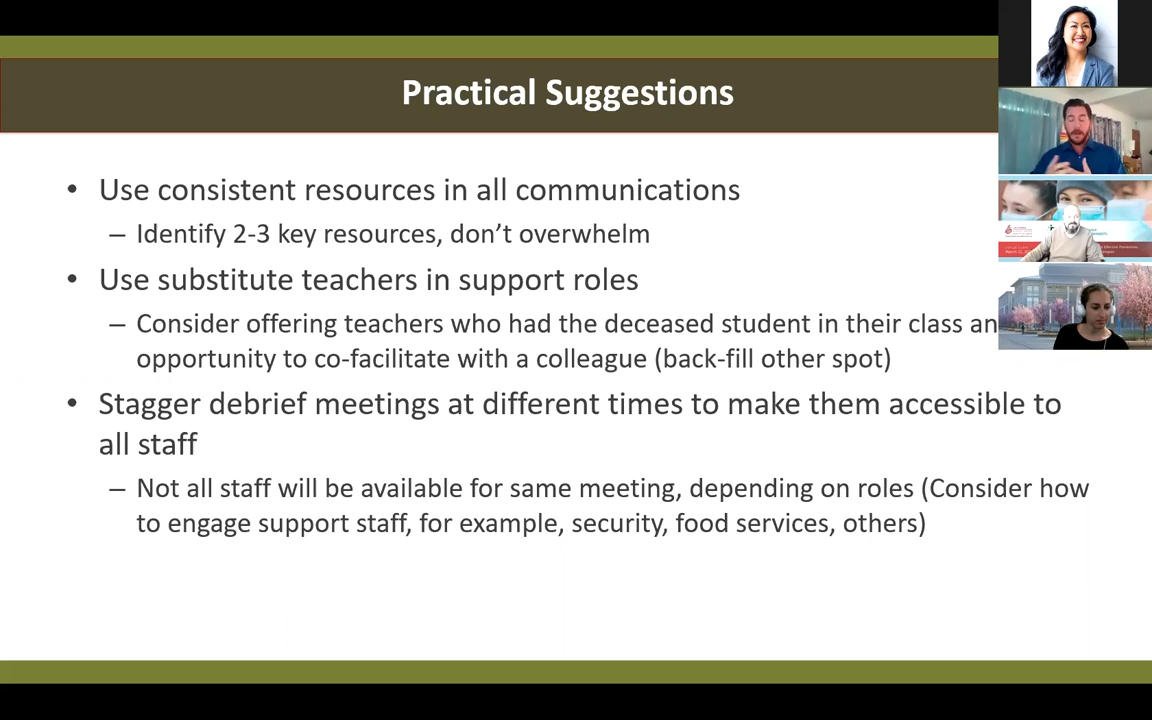 Practical Suggestions
• Use consistent resources in all communications
– Identify 2-3 key resources, don’t overwhelm
• Use substitute teachers in support roles
– Consider offering teachers who had the deceased student in their class an
opportunity to co-facilitate with a colleague (back-fill other spot)
• Stagger debrief meetings at different times to make them accessible to
all staff
– Not all staff will be available for same meeting, depending on roles (Consider how
to engage support staff, for example, security, food services, others)